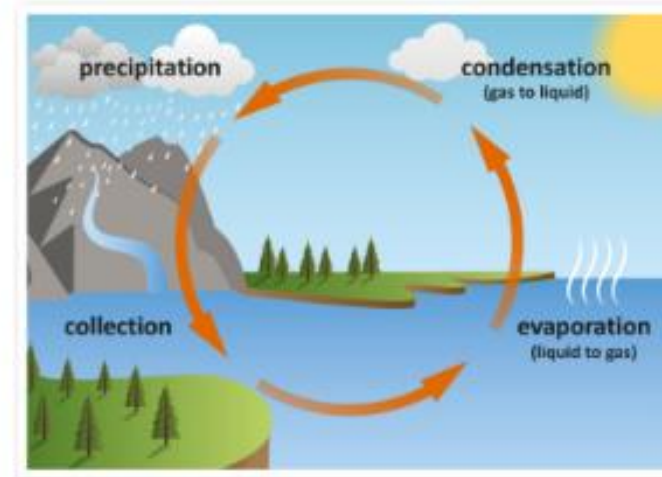 precipitation
condensation
(gas to liquid)
collection
evaporation
(liquid to gas)